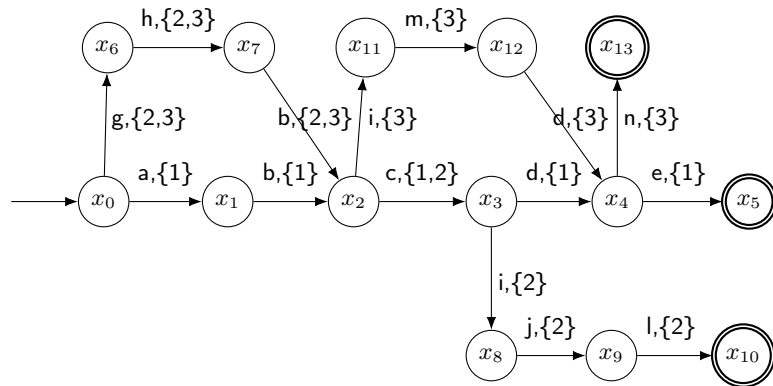 h,{2,3} m,{3}
x6 x7 x11 x12 x13
g,{2,3} b,{2,3} i,{3} d,{3} n,{3}
a,{1} b,{1} c,{1,2} d,{1} e,{1}
x0 x1 x2 x3 x4 x5
i,{2}
j,{2} l,{2}
x8 x9 x10